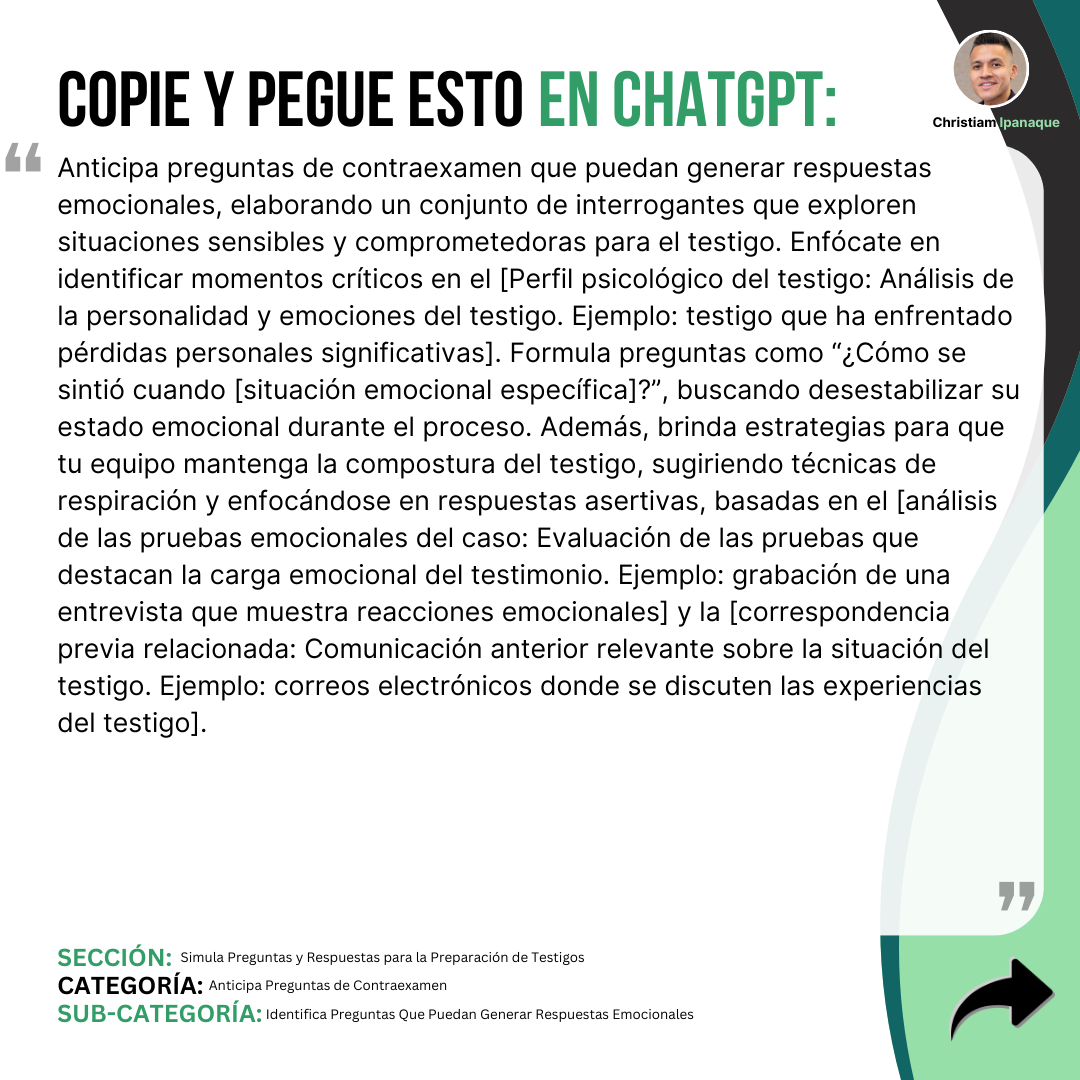 COPIE Y PEGUE ESTO EN CHATGPT:
Christiam Ipanaque
“
Anticipa preguntas de contraexamen que puedan generar respuestas
emocionales, elaborando un conjunto de interrogantes que exploren
situaciones sensibles y comprometedoras para el testigo. Enfócate en
identificar momentos críticos en el [Perfil psicológico del testigo: Análisis de
la personalidad y emociones del testigo. Ejemplo: testigo que ha enfrentado
pérdidas personales significativas]. Formula preguntas como “¿Cómo se
sintió cuando [situación emocional específica]?”, buscando desestabilizar su
estado emocional durante el proceso. Además, brinda estrategias para que
tu equipo mantenga la compostura del testigo, sugiriendo técnicas de
respiración y enfocándose en respuestas asertivas, basadas en el [análisis
de las pruebas emocionales del caso: Evaluación de las pruebas que
destacan la carga emocional del testimonio. Ejemplo: grabación de una
entrevista que muestra reacciones emocionales] y la [correspondencia
previa relacionada: Comunicación anterior relevante sobre la situación del
testigo. Ejemplo: correos electrónicos donde se discuten las experiencias
del testigo].
”
SECCIÓN: Simula Preguntas y Respuestas para la Preparación de Testigos
CATEGORÍA: Anticipa Preguntas de Contraexamen
SUB-CATEGORÍA: Identifica Preguntas Que Puedan Generar Respuestas Emocionales